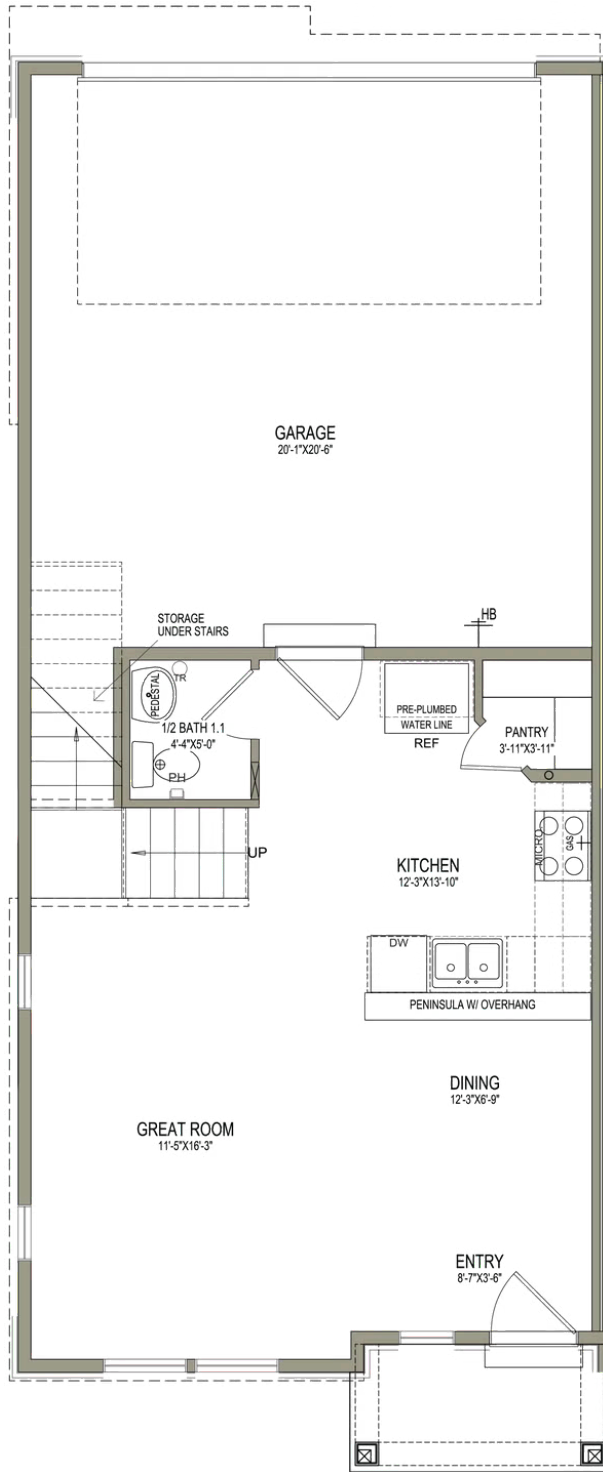 GARAGE
20'-1"X20'-6"
HB
STORAGE
UNDER STAIRS
TR
PEDESTAL
1/2 BATH 1.1
4'-4"X5'-0"
PH
PRE-PLUMBED
WATER LINE
REF
PANTRY
3'-11"X3'-11"
MICRO
GAS
UP
KITCHEN
12'-3"X13'-10"
DW
PENINSULA W/ OVERHANG
DINING
12'-3"X6'-9"
GREAT ROOM
11'-5"X16'-3"
ENTRY
8'-7"X3'-6"